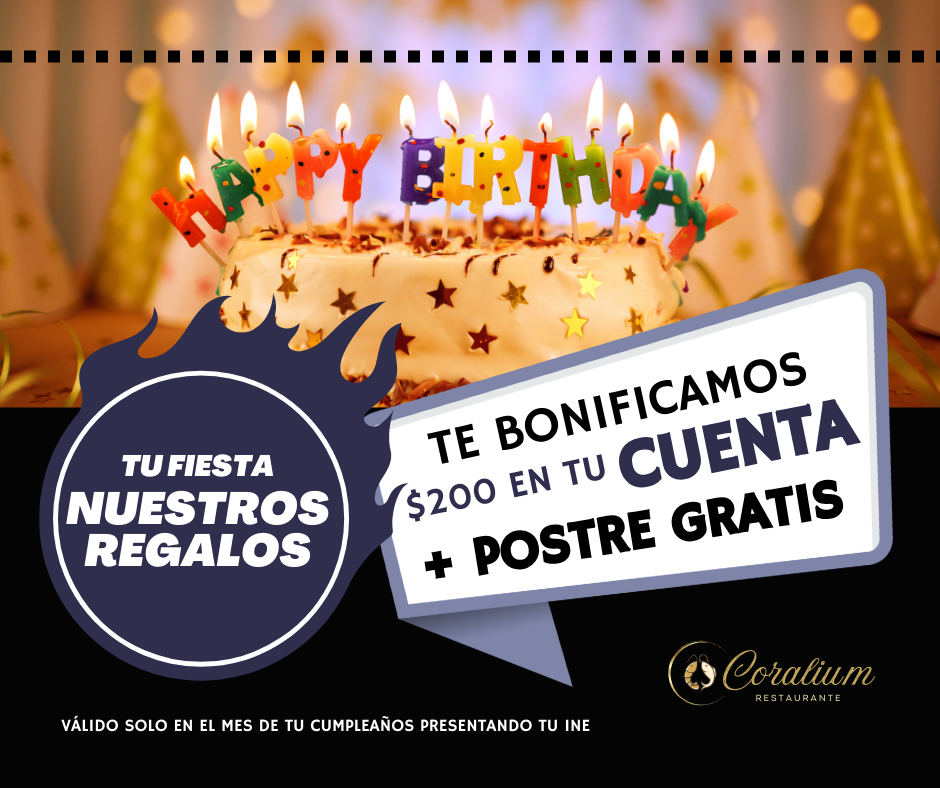 HAPPY BIRTHDAY
TU FIESTA
NUESTROS
REGALOS
TE BONIFICAMOS
$200 EN TU CUENTA
+ POSTRE GRATIS
Coralium
RESTAURANTE
VÁLIDO SOLO EN EL MES DE TU CUMPLEAÑOS PRESENTANDO TU INE